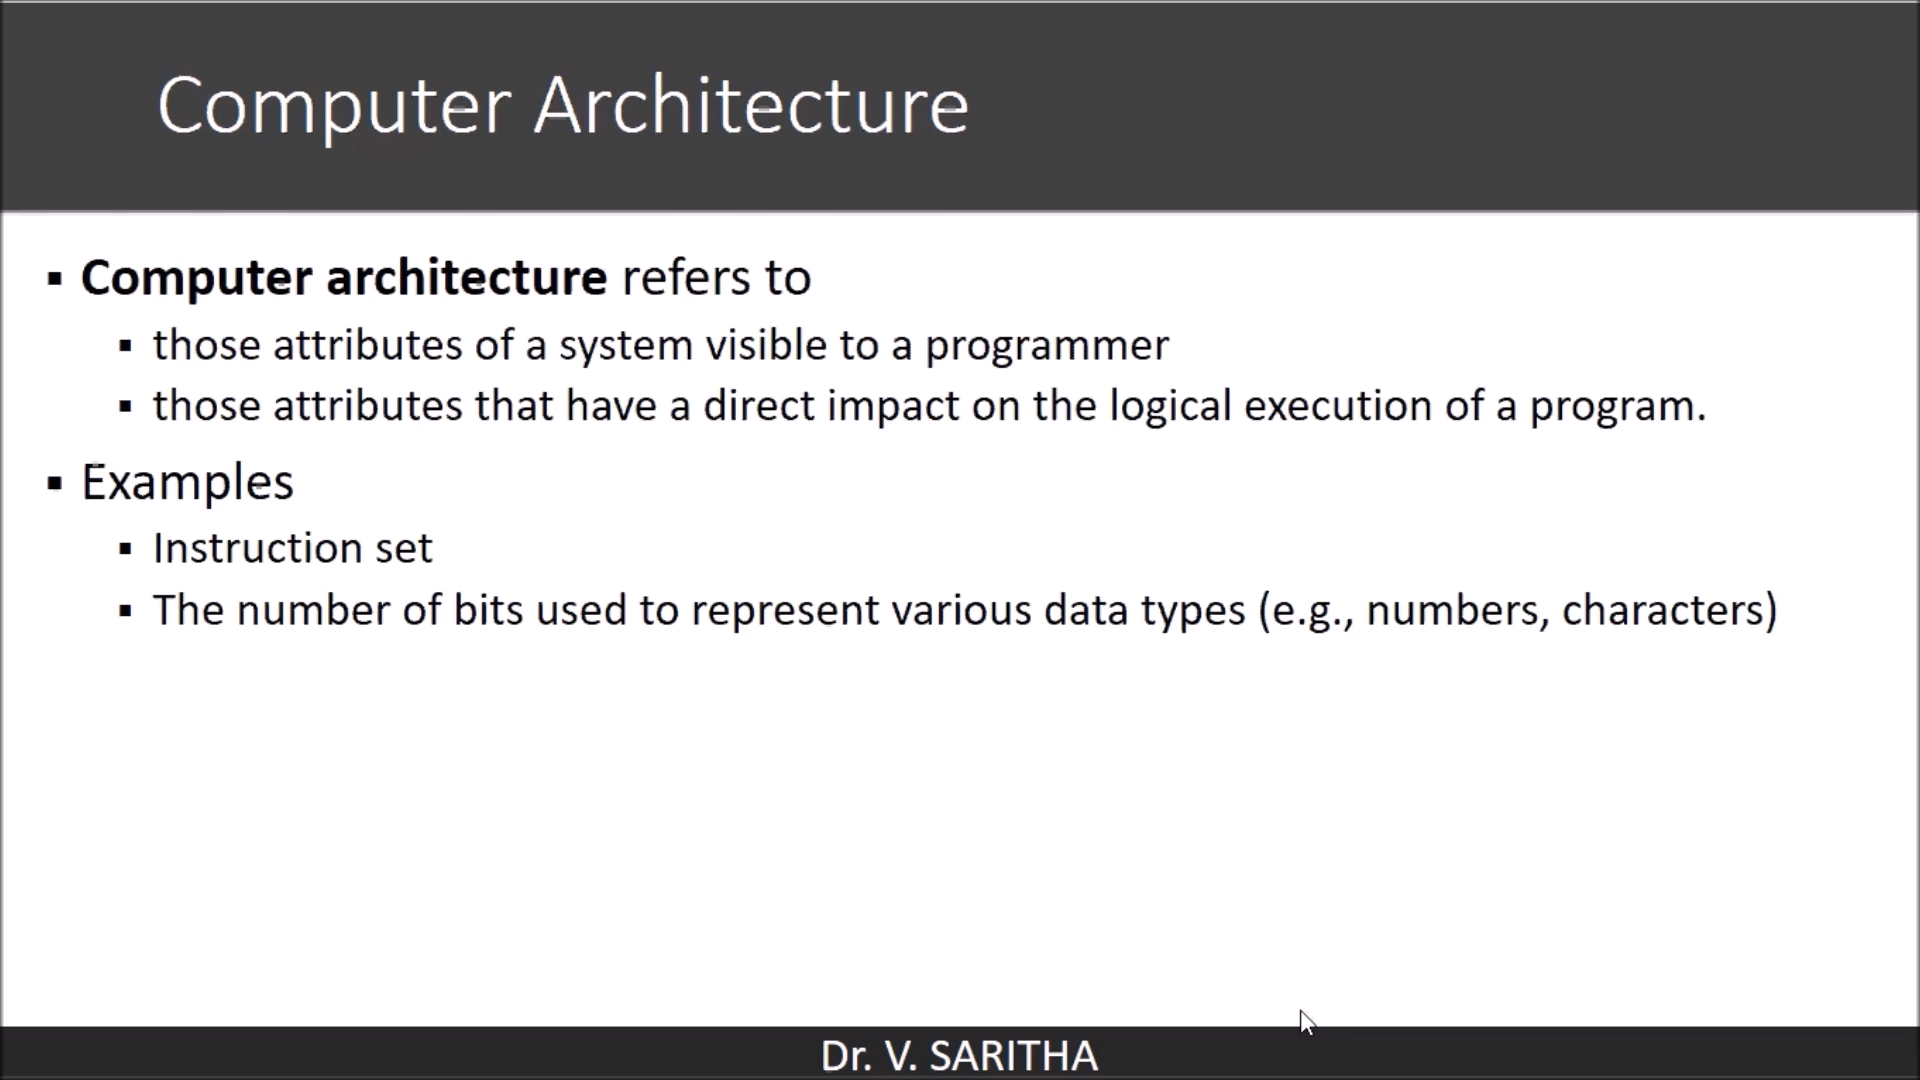 Computer Architecture
▪ Computer architecture refers to
▪ those attributes of a system visible to a programmer
▪ those attributes that have a direct impact on the logical execution of a program.
▪ Examples
▪ Instruction set
▪ The number of bits used to represent various data types (e.g., numbers, characters)
Dr. V. SARITHA